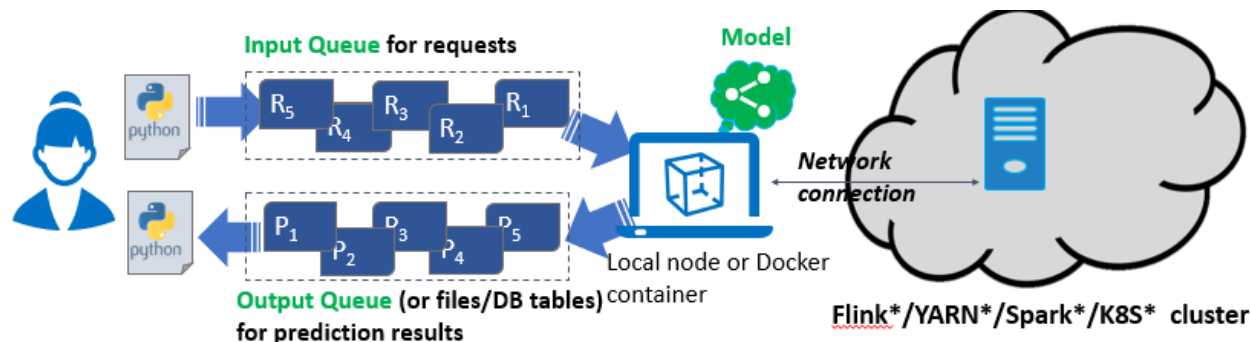 Input Queue for requests
Model
python
R5
R4
R3
R2
R1
Network
connection
python
P1
P2
P3
P4
P5
Local node or Docker
container
Output Queue (or files/DB tables)
for prediction results
Flink*/YARN*/Spark*/K8S* cluster